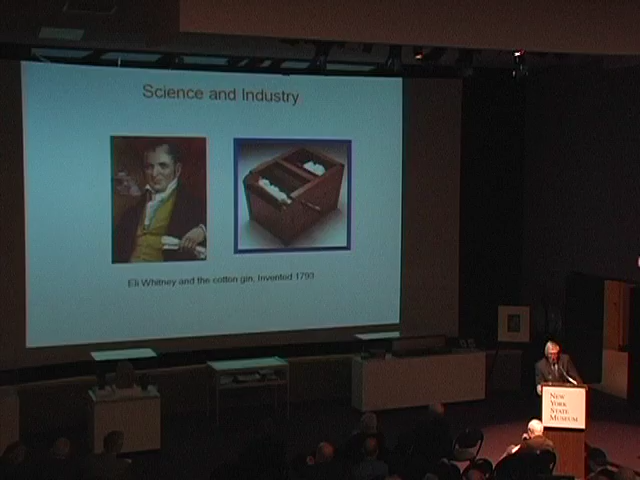 Science and Industry
Eli Whitney and the cotton gin, Invented 1793
NEW
YORK
STATE
MUSEUM